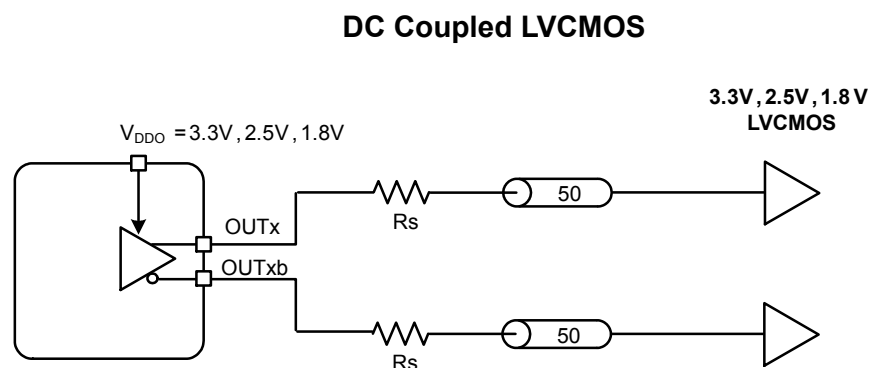 DC Coupled LVCMOS
3.3V, 2.5V, 1.8 V
LVCMOS
VDDO = 3.3V, 2.5V, 1.8V
OUTx
Rs
50
OUTxb
Rs
50